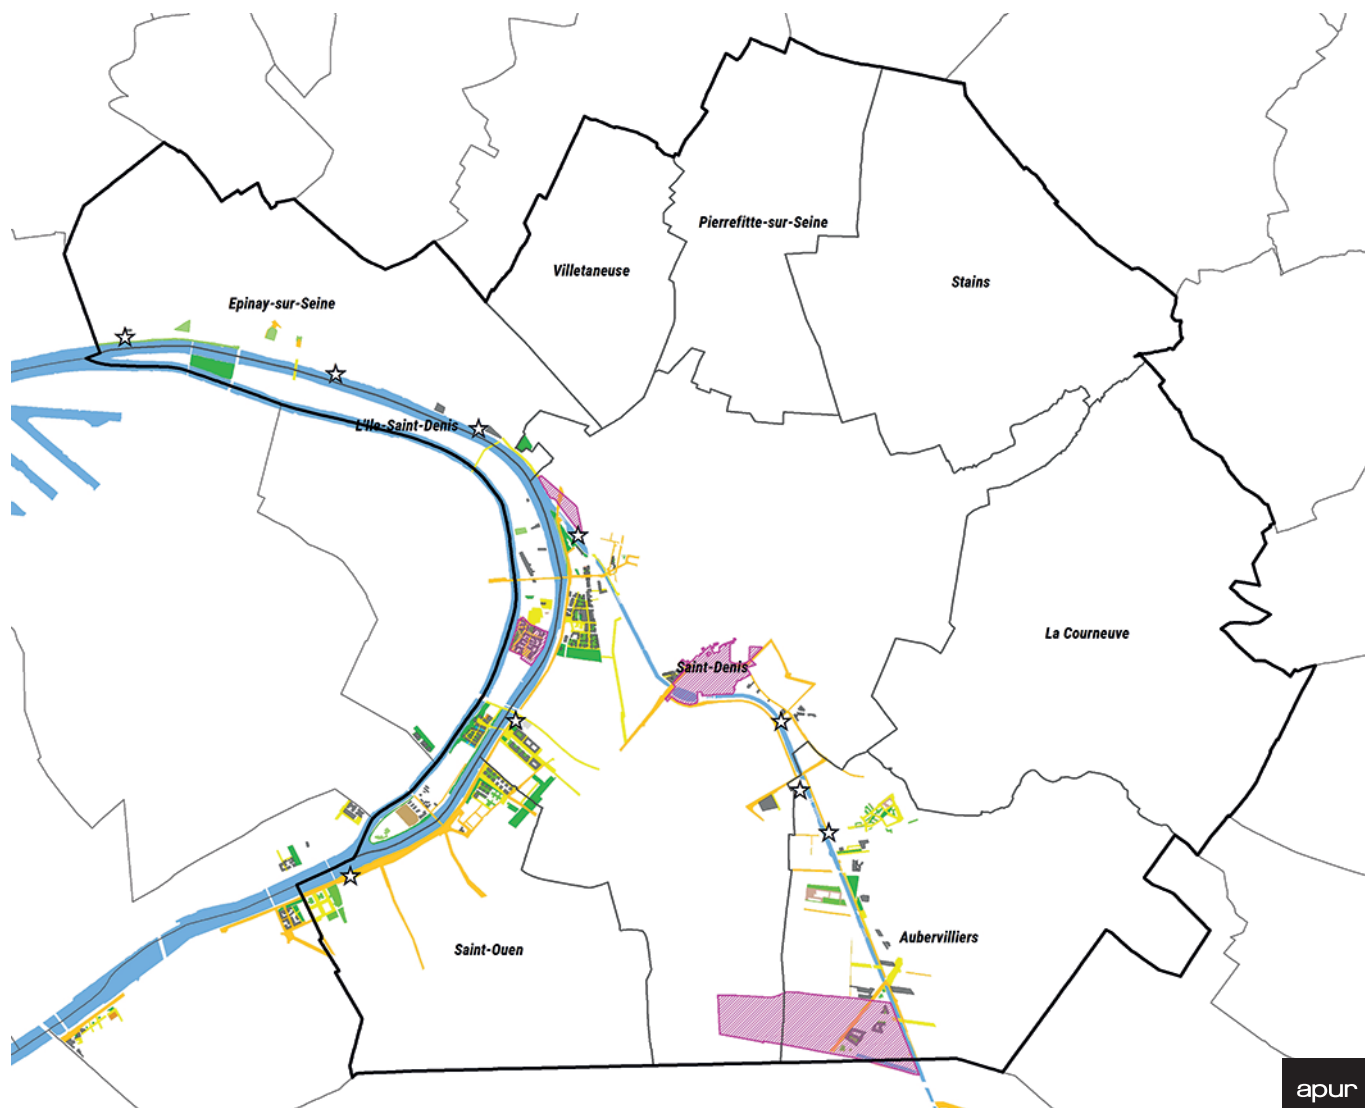 Pierrefitte-sur-Seine
Villetaneuse
Stains
Epinay-sur-Seine
L'Ile-Saint-Denis
La Courneuve
Saint-Denis
Aubervilliers
Saint-Ouen
apur